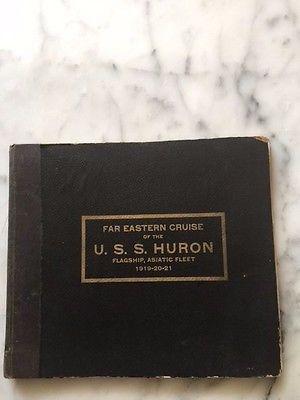 FAR EASTERN CRUISE
OF THE
U. S. S. HURON
FLAGSHIP, ASIATIC FLEET
1919-20-21